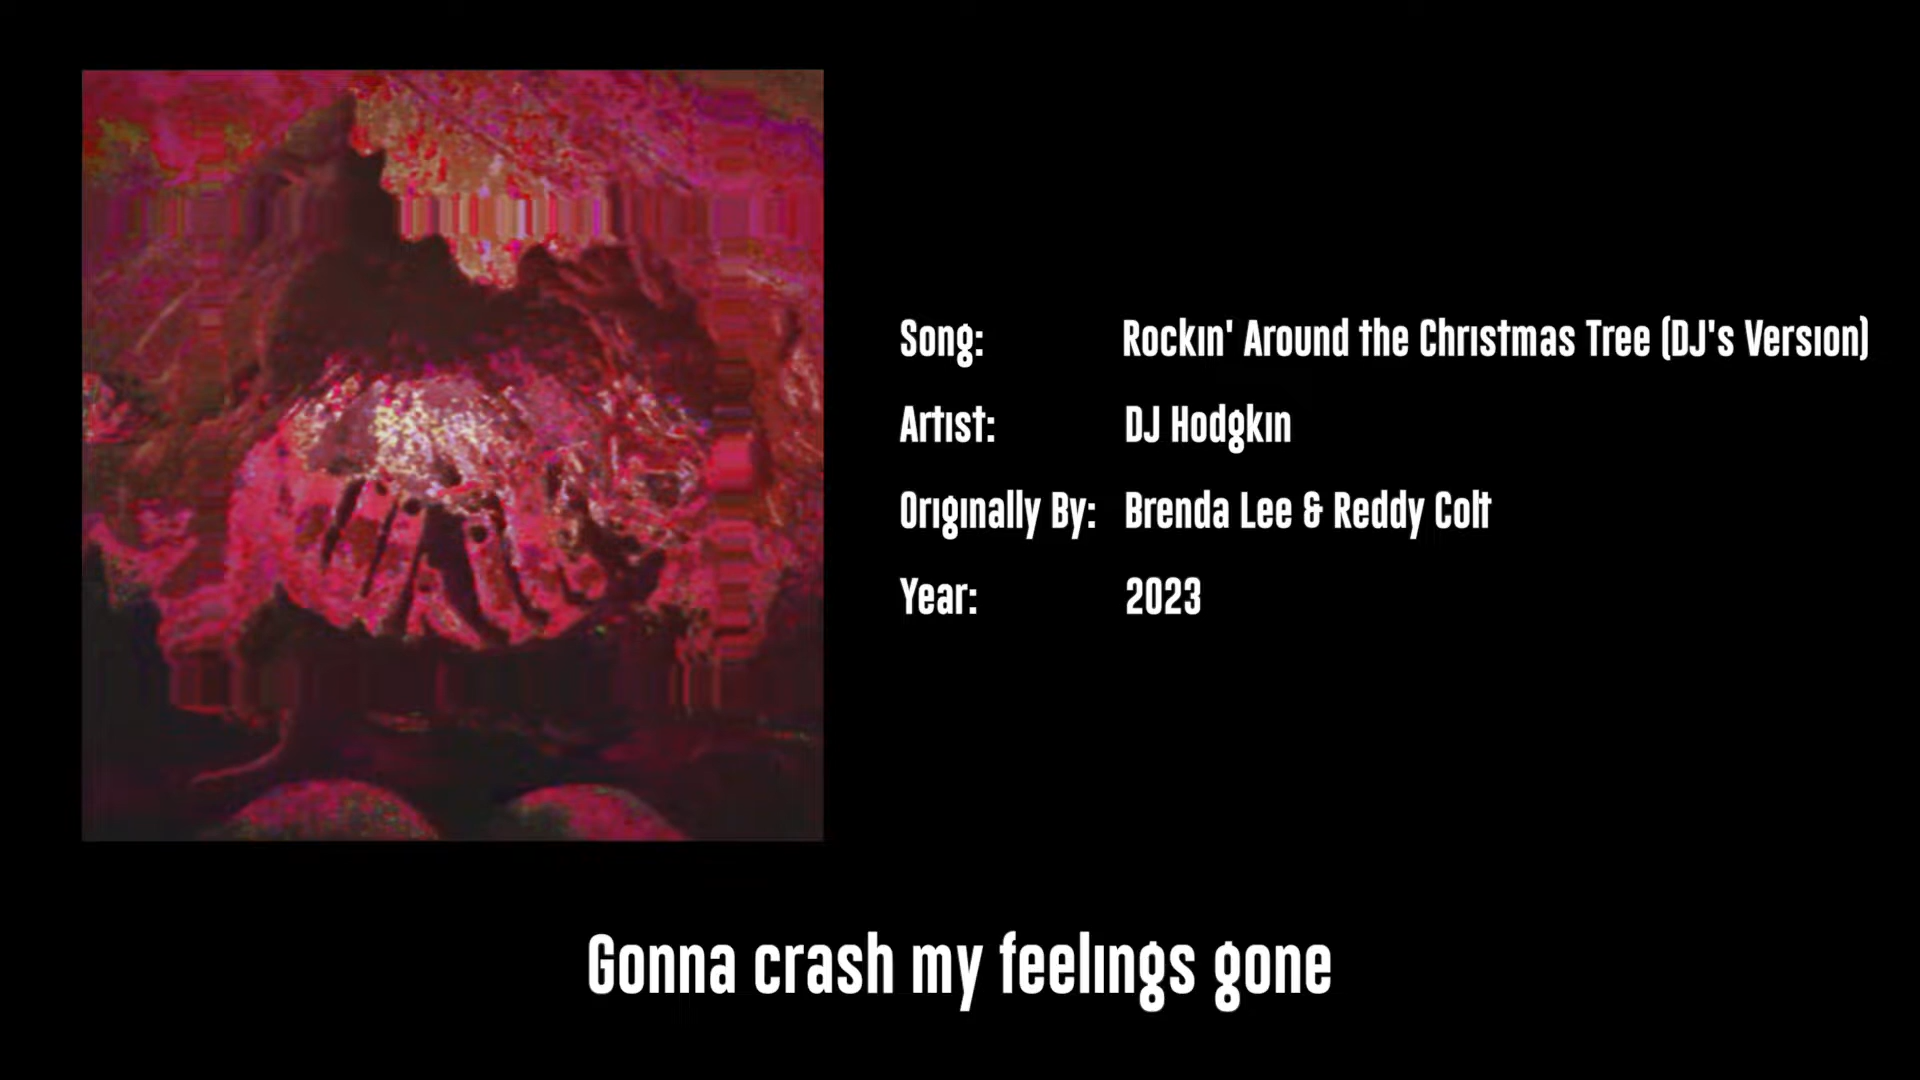 Song: Rockin' Around the Christmas Tree (DJ's Version)
Artist: DJ Hodgkin
Originally By: Brenda Lee & Reddy Colt
Year: 2023
Gonna crash my feelings gone